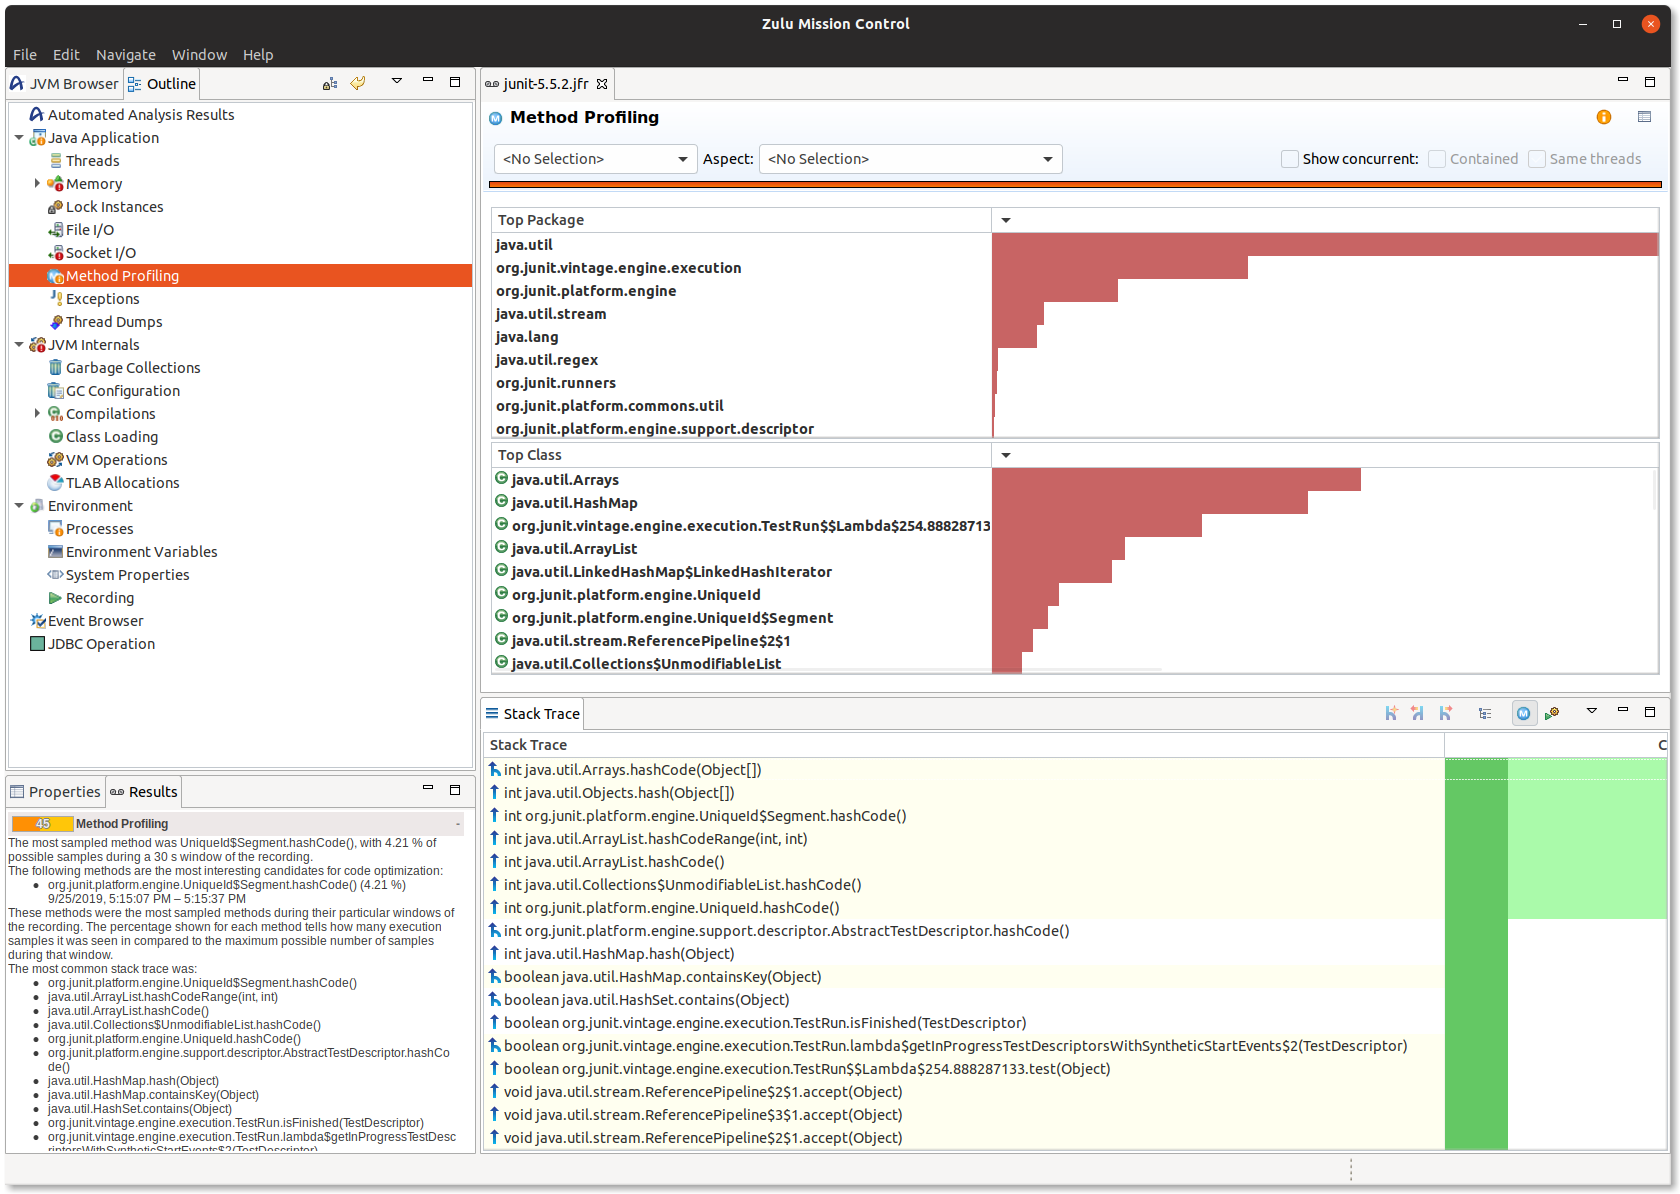 Zulu Mission Control
File Edit Navigate Window Help
JVM Browser Outline
Automated Analysis Results
Java Application
Threads
Memory
Lock Instances
File I/O
Socket I/O
Method Profiling
Exceptions
Thread Dumps
JVM Internals
Garbage Collections
GC Configuration
Compilations
Class Loading
VM Operations
TLAB Allocations
Environment
Processes
Environment Variables
System Properties
Recording
Event Browser
JDBC Operation
Properties Results
45 Method Profiling -
The most sampled method was UniqueId$Segment.hashCode(), with 4.21 % of
possible samples during a 30 s window of the recording.
The following methods are the most interesting candidates for code optimization:
• org.junit.platform.engine.UniqueId$Segment.hashCode() (4.21 %)
9/25/2019, 5:15:07 PM – 5:15:37 PM
These methods were the most sampled methods during their particular windows of
the recording. The percentage shown for each method tells how many execution
samples it was seen in compared to the maximum possible number of samples
during that window.
The most common stack trace was:
• org.junit.platform.engine.UniqueId$Segment.hashCode()
• java.util.ArrayList.hashCodeRange(int, int)
• java.util.ArrayList.hashCode()
• java.util.Collections$UnmodifiableList.hashCode()
• org.junit.platform.engine.UniqueId.hashCode()
• org.junit.platform.engine.support.descriptor.AbstractTestDescriptor.hashCo
de()
• java.util.HashMap.hash(Object)
• java.util.HashMap.containsKey(Object)
• java.util.HashSet.contains(Object)
• org.junit.vintage.engine.execution.TestRun.isFinished(TestDescriptor)
• org.junit.vintage.engine.execution.TestRun.lambda$getInProgressTestDesc
riptorsWithSyntheticStartEvents$2(TestDescriptor)
junit-5.5.2.jfr
Method Profiling
<No Selection> Aspect: <No Selection> Show concurrent: Contained Same threads
Top Package
java.util
org.junit.vintage.engine.execution
org.junit.platform.engine
java.util.stream
java.lang
java.util.regex
org.junit.runners
org.junit.platform.commons.util
org.junit.platform.engine.support.descriptor
Top Class
java.util.Arrays
java.util.HashMap
org.junit.vintage.engine.execution.TestRun$$Lambda$254.88828713
java.util.ArrayList
java.util.LinkedHashMap$LinkedHashIterator
org.junit.platform.engine.UniqueId
org.junit.platform.engine.UniqueId$Segment
java.util.stream.ReferencePipeline$2$1
java.util.Collections$UnmodifiableList
Stack Trace
Stack Trace C
int java.util.Arrays.hashCode(Object[])
int java.util.Objects.hash(Object[])
int org.junit.platform.engine.UniqueId$Segment.hashCode()
int java.util.ArrayList.hashCodeRange(int, int)
int java.util.ArrayList.hashCode()
int java.util.Collections$UnmodifiableList.hashCode()
int org.junit.platform.engine.UniqueId.hashCode()
int org.junit.platform.engine.support.descriptor.AbstractTestDescriptor.hashCode()
int java.util.HashMap.hash(Object)
boolean java.util.HashMap.containsKey(Object)
boolean java.util.HashSet.contains(Object)
boolean org.junit.vintage.engine.execution.TestRun.isFinished(TestDescriptor)
boolean org.junit.vintage.engine.execution.TestRun.lambda$getInProgressTestDescriptorsWithSyntheticStartEvents$2(TestDescriptor)
boolean org.junit.vintage.engine.execution.TestRun$$Lambda$254.888287133.test(Object)
void java.util.stream.ReferencePipeline$2$1.accept(Object)
void java.util.stream.ReferencePipeline$3$1.accept(Object)
void java.util.stream.ReferencePipeline$2$1.accept(Object)